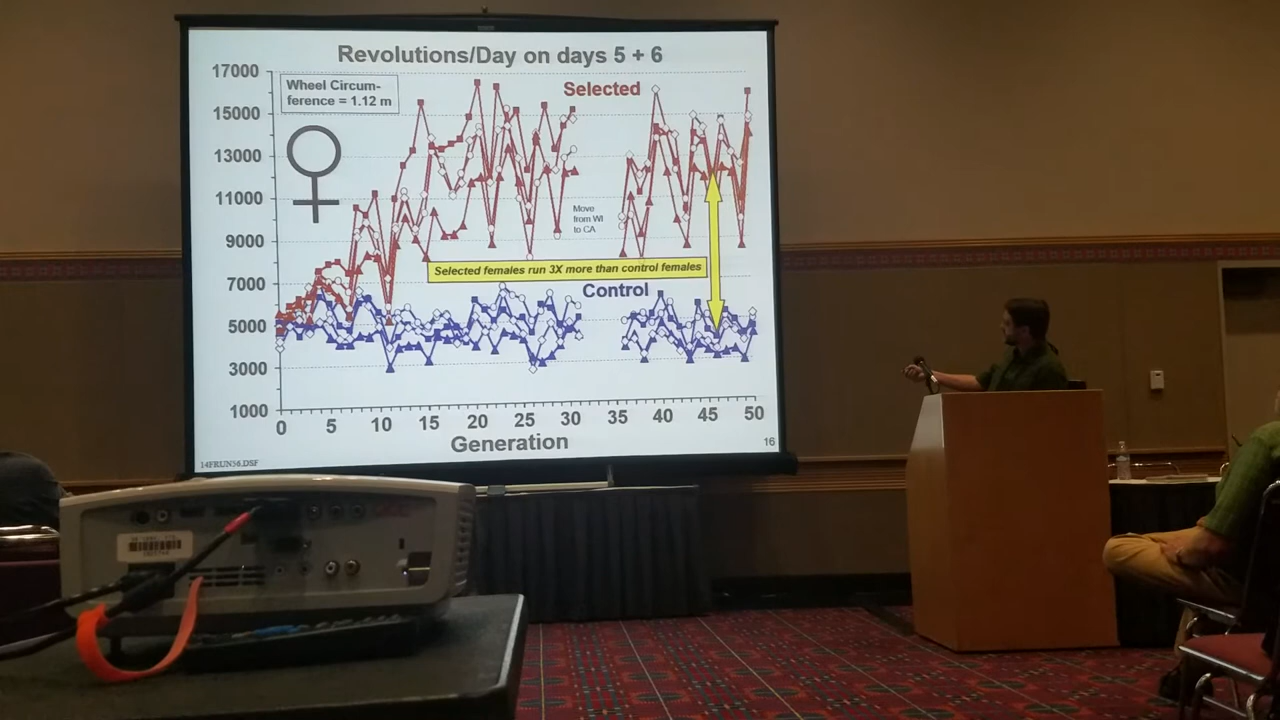 Revolutions/Day on days 5 + 6
17000
15000
13000
11000
9000
7000
5000
3000
1000
Wheel Circum-
ference = 1.12 m
Selected
Move
from WI
to CA
Selected females run 3X more than control females
Control
0 5 10 15 20 25 30 35 40 45 50
Generation
14FRUN56.DSF
16